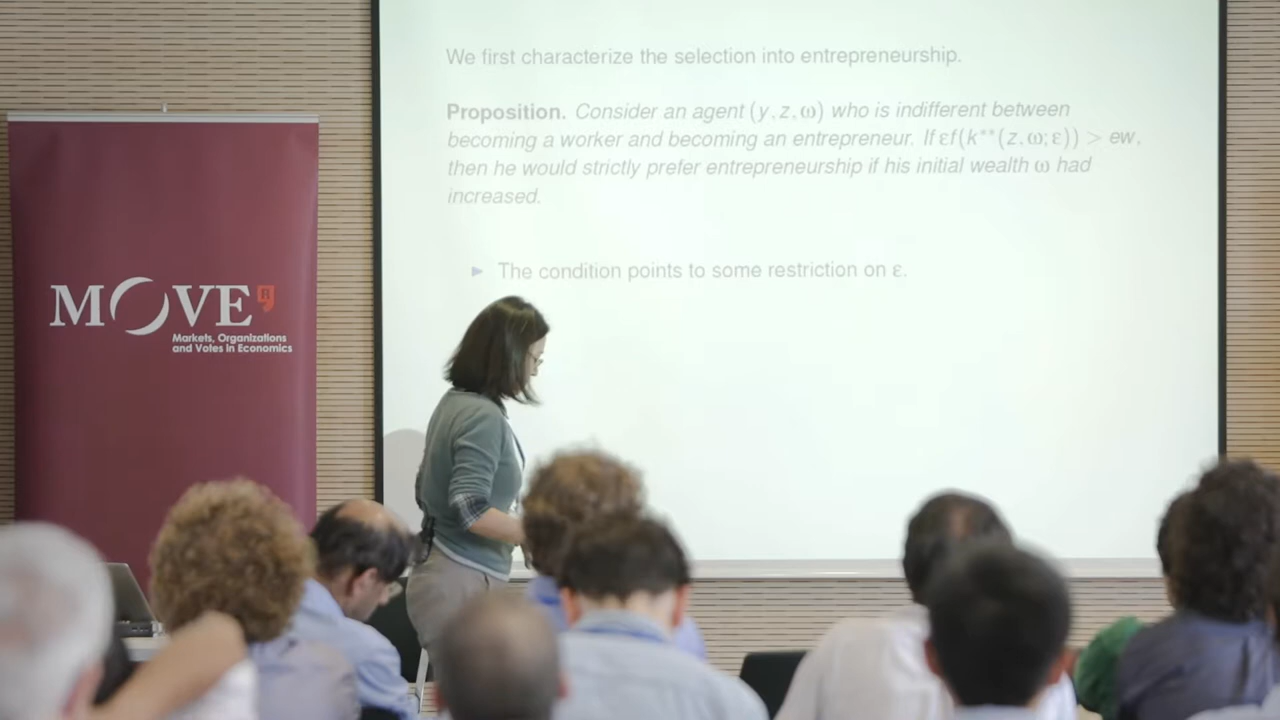 We first characterize the selection into entrepreneurship.
Proposition. Consider an agent (y,z,ω) who is indifferent between
becoming a worker and becoming an entrepreneur. If εf(k**(z,ω;ε)) > ew,
then he would strictly prefer entrepreneurship if his initial wealth ω had
increased.
► The condition points to some restriction on ε.
MOVE
Markets, Organizations
and Votes in Economics